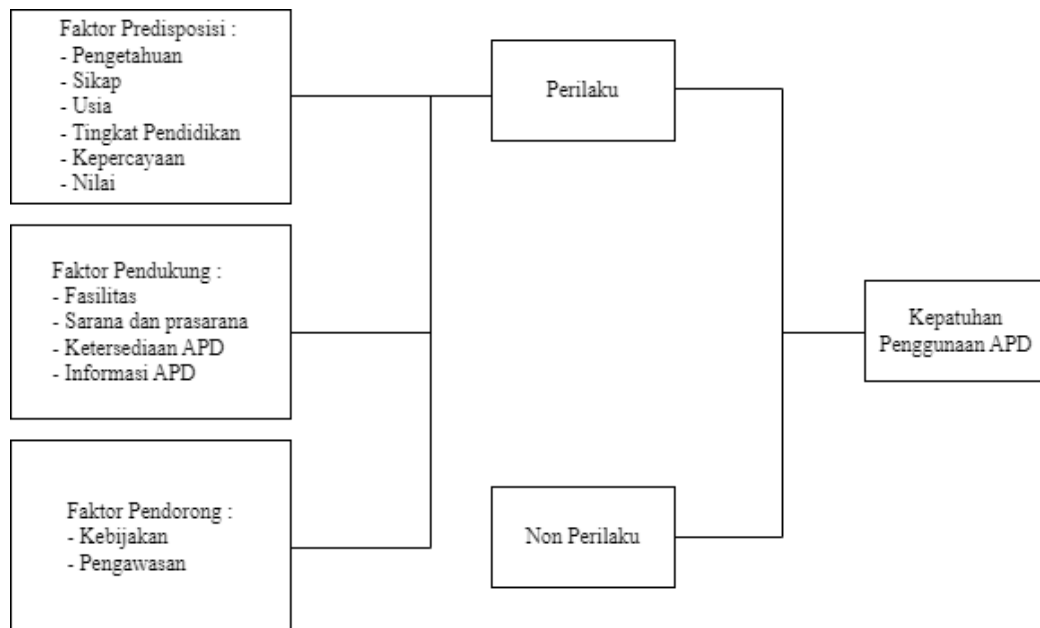 Faktor Predisposisi :
- Pengetahuan
- Sikap
- Usia
- Tingkat Pendidikan
- Kepercayaan
- Nilai
Perilaku
Faktor Pendukung :
- Fasilitas
- Sarana dan prasarana
- Ketersediaan APD
- Informasi APD
Kepatuhan
Penggunaan APD
Faktor Pendorong :
- Kebijakan
- Pengawasan
Non Perilaku